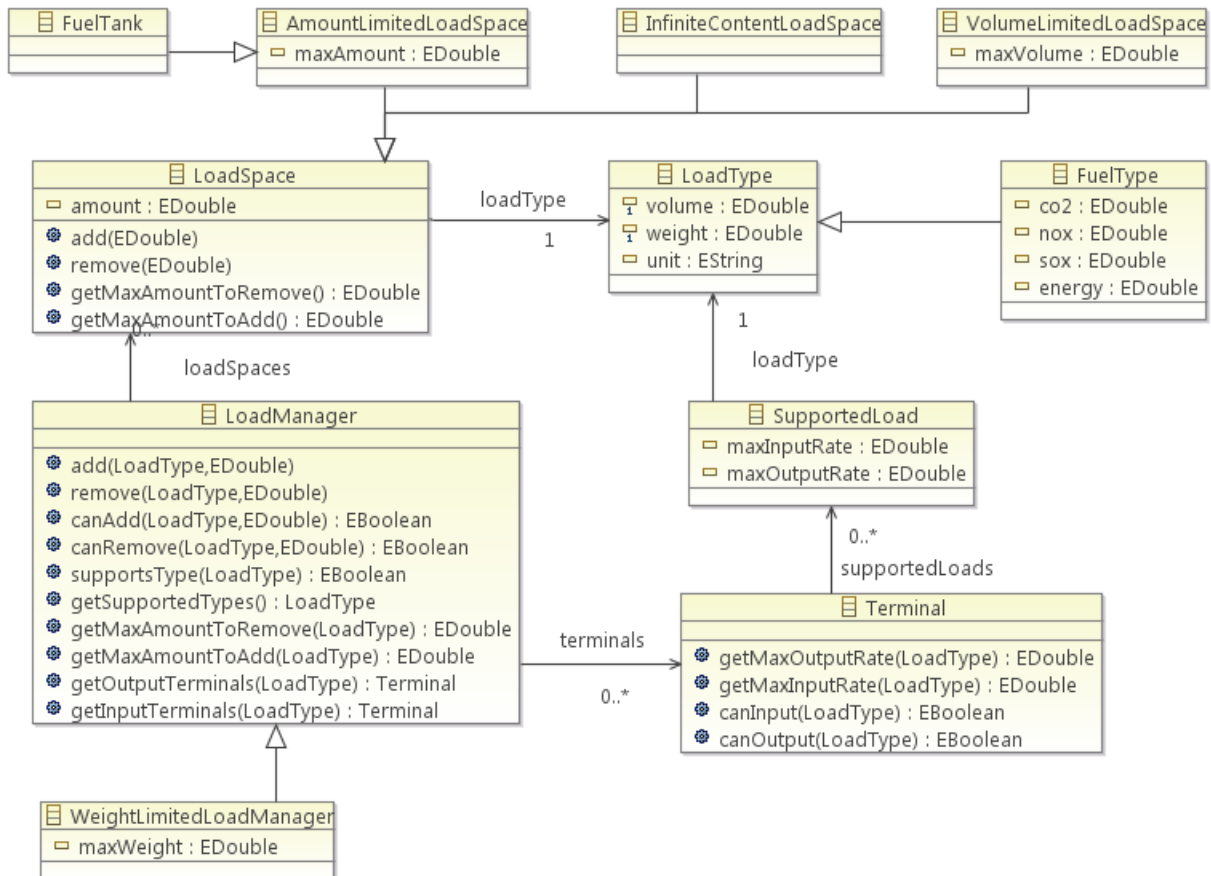 FuelTank
AmountLimitedLoadSpace
maxAmount : EDouble
InfiniteContentLoadSpace
VolumeLimitedLoadSpace
maxVolume : EDouble
LoadSpace
amount : EDouble
add(EDouble)
remove(EDouble)
getMaxAmountToRemove() : EDouble
getMaxAmountToAdd() : EDouble
loadType
1
LoadType
1 volume : EDouble
1 weight : EDouble
unit : EString
FuelType
co2 : EDouble
nox : EDouble
sox : EDouble
energy : EDouble
0..*
loadSpaces
1
loadType
LoadManager
add(LoadType,EDouble)
remove(LoadType,EDouble)
canAdd(LoadType,EDouble) : EBoolean
canRemove(LoadType,EDouble) : EBoolean
supportsType(LoadType) : EBoolean
getSupportedTypes() : LoadType
getMaxAmountToRemove(LoadType) : EDouble
getMaxAmountToAdd(LoadType) : EDouble
getOutputTerminals(LoadType) : Terminal
getInputTerminals(LoadType) : Terminal
SupportedLoad
maxInputRate : EDouble
maxOutputRate : EDouble
0..*
supportedLoads
terminals
0..*
Terminal
getMaxOutputRate(LoadType) : EDouble
getMaxInputRate(LoadType) : EDouble
canInput(LoadType) : EBoolean
canOutput(LoadType) : EBoolean
WeightLimitedLoadManager
maxWeight : EDouble